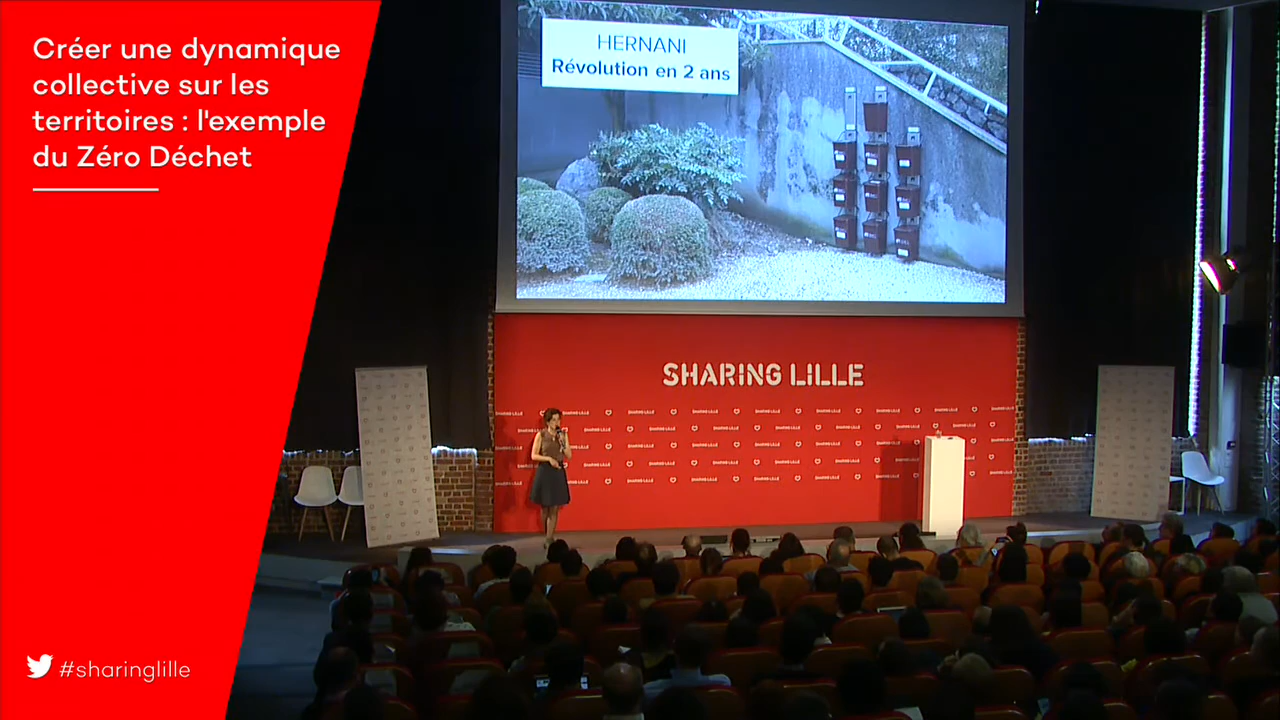 Créer une dynamique
collective sur les
territoires : l'exemple
du Zéro Déchet
#sharinglille
HERNANI
Révolution en 2 ans
SHARING LILLE